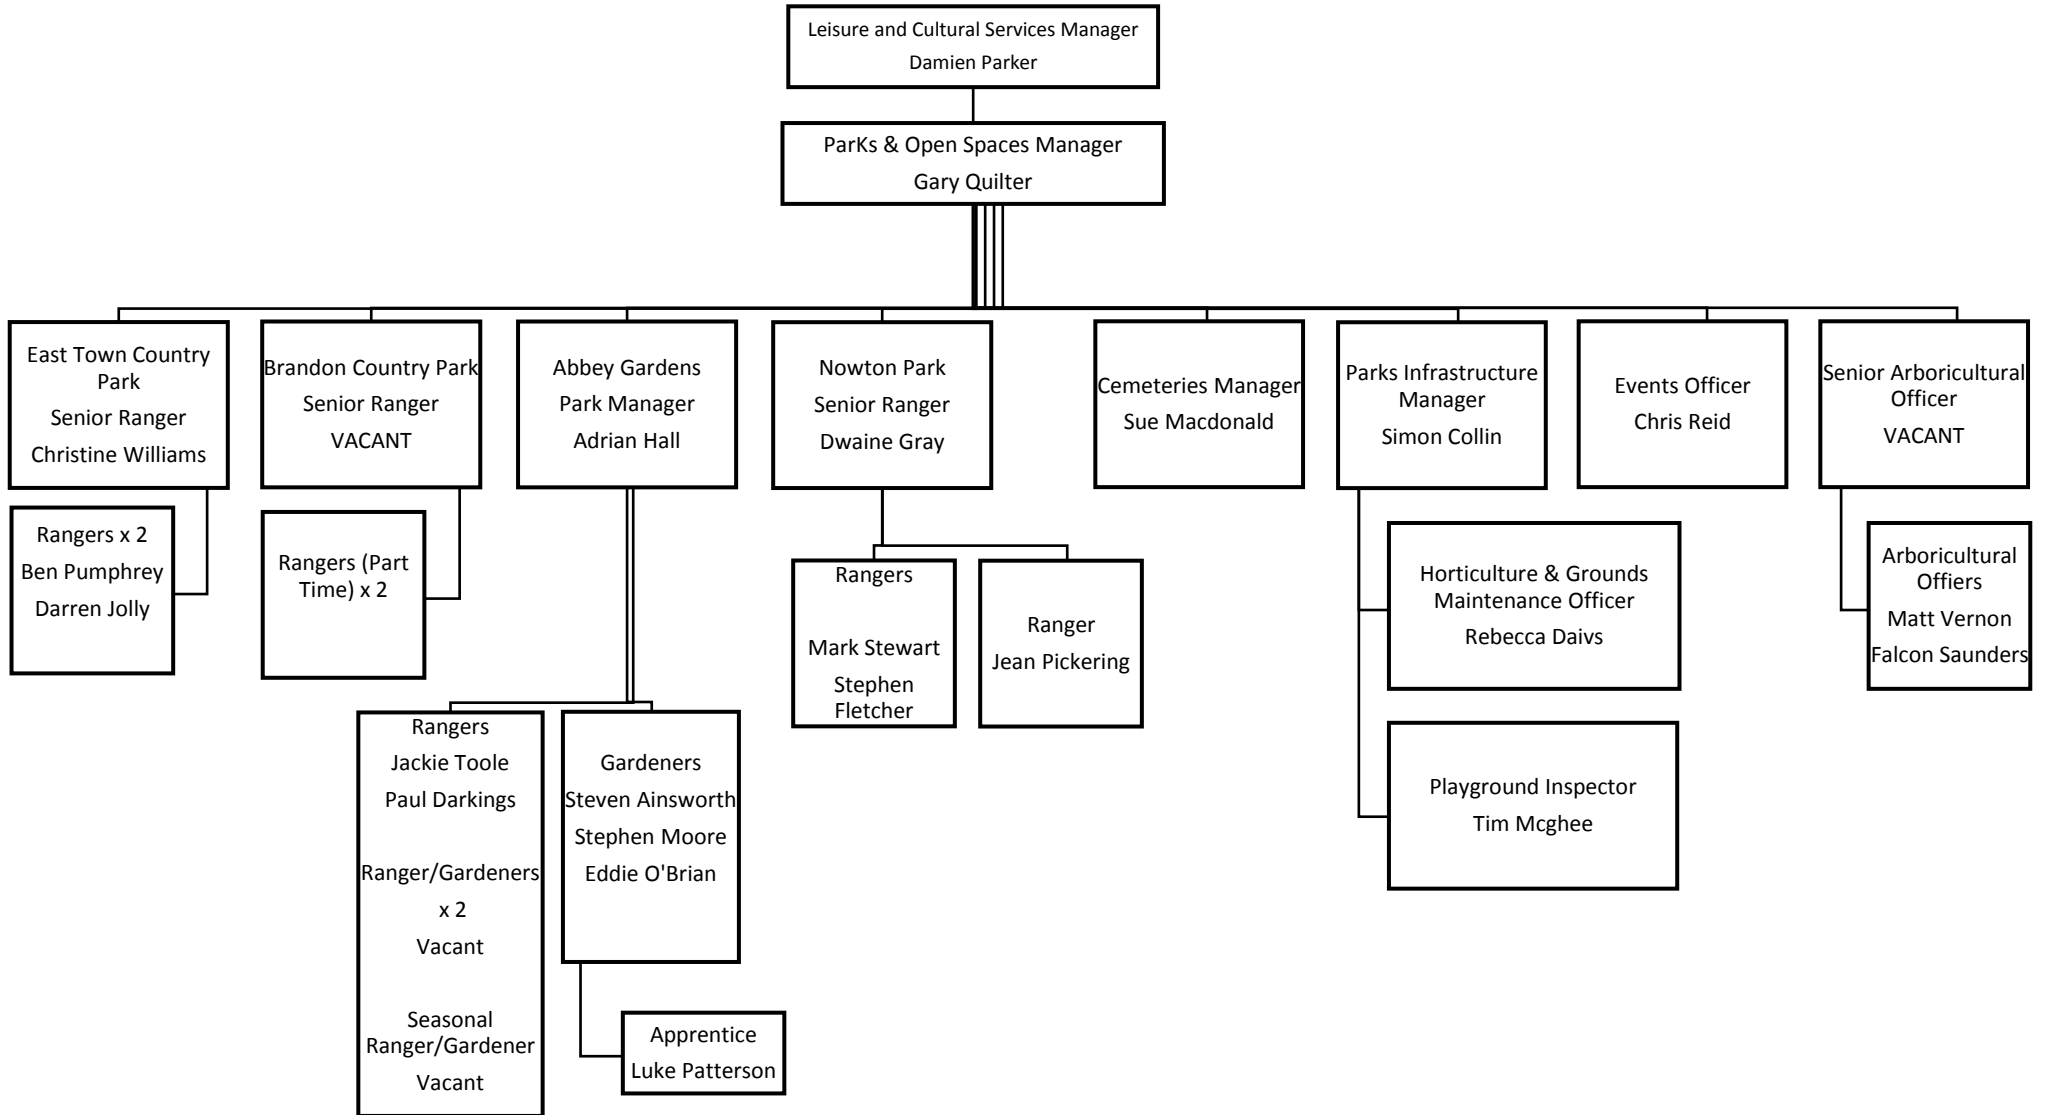 Leisure and Cultural Services Manager
Damien Parker
ParKs & Open Spaces Manager
Gary Quilter
East Town Country
Park
Senior Ranger
Christine Williams
Brandon Country Park
Senior Ranger
VACANT
Abbey Gardens
Park Manager
Adrian Hall
Nowton Park
Senior Ranger
Dwaine Gray
Cemeteries Manager
Sue Macdonald
Parks Infrastructure
Manager
Simon Collin
Events Officer
Chris Reid
Senior Arboricultural
Officer
VACANT
Rangers x 2
Ben Pumphrey
Darren Jolly
Rangers (Part
Time) x 2
Rangers
Jackie Toole
Paul Darkings
Ranger/Gardeners
x 2
Vacant
Seasonal
Ranger/Gardener
Vacant
Gardeners
Steven Ainsworth
Stephen Moore
Eddie O'Brian
Apprentice
Luke Patterson
Rangers
Mark Stewart
Stephen
Fletcher
Ranger
Jean Pickering
Horticulture & Grounds
Maintenance Officer
Rebecca Daivs
Playground Inspector
Tim Mcghee
Arboricultural
Offiers
Matt Vernon
Falcon Saunders